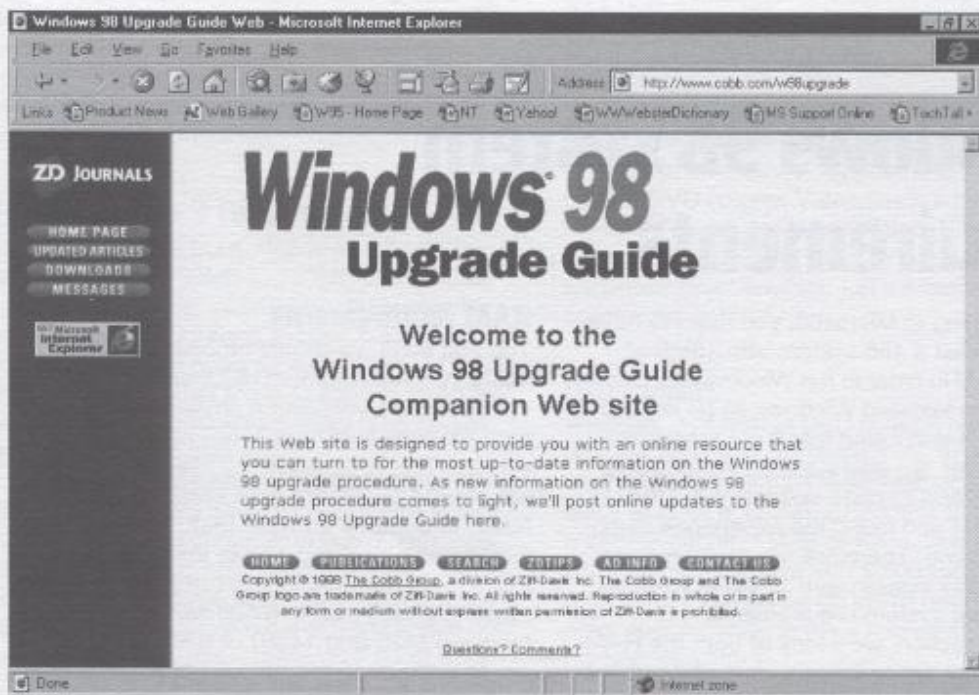 Windows 98 Upgrade Guide Web - Microsoft Internet Explorer
File Edit View Go Favorites Help
Address http://www.cobb.com/w98upgrade
Links Product News Web Gallery W95 - Home Page NT Yahoo! WWWebsterDictionary MS Support Online
ZD JOURNALS
HOME PAGE
UPDATED ARTICLES
DOWNLOADS
MESSAGES
Microsoft
Internet
Explorer
Windows® 98
Upgrade Guide
Welcome to the
Windows 98 Upgrade Guide
Companion Web site
This Web site is designed to provide you with an online resource that
you can turn to for the most up-to-date information on the Windows
98 upgrade procedure. As new information on the Windows 98
upgrade procedure comes to light, we'll post online updates to the
Windows 98 Upgrade Guide here.
HOME PUBLICATIONS SEARCH ZDTIPS AD INFO CONTACT US
Copyright © 1998 The Cobb Group, a division of Ziff-Davis Inc. The Cobb Group and The Cobb
Group logo are trademarks of Ziff-Davis Inc. All rights reserved. Reproduction in whole or in part in
any form or medium without express written permission of Ziff-Davis is prohibited.
Questions? Comments?
Done Internet zone